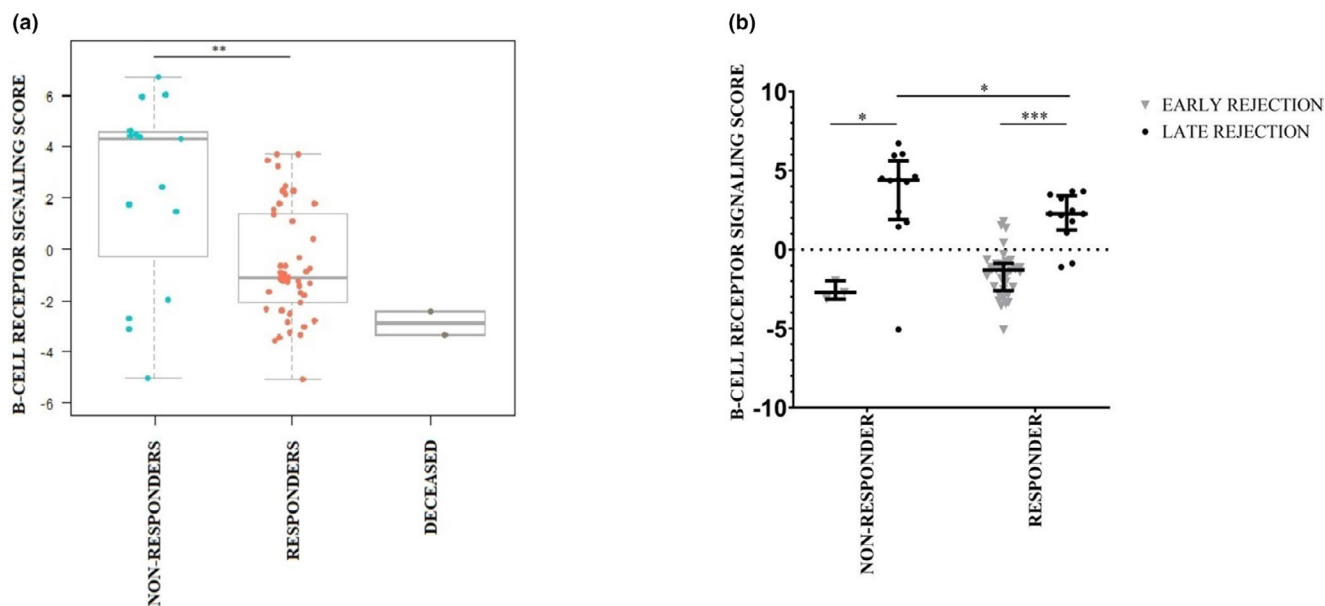 (a)
**
B-CELL RECEPTOR SIGNALING SCORE
6
4
2
0
-2
-4
-6
NON-RESPONDERS
RESPONDERS
DECEASED
(b)
*
*
***
B-CELL RECEPTOR SIGNALING SCORE
10
5
0
-5
-10
NON-RESPONDER
RESPONDER
EARLY REJECTION
LATE REJECTION